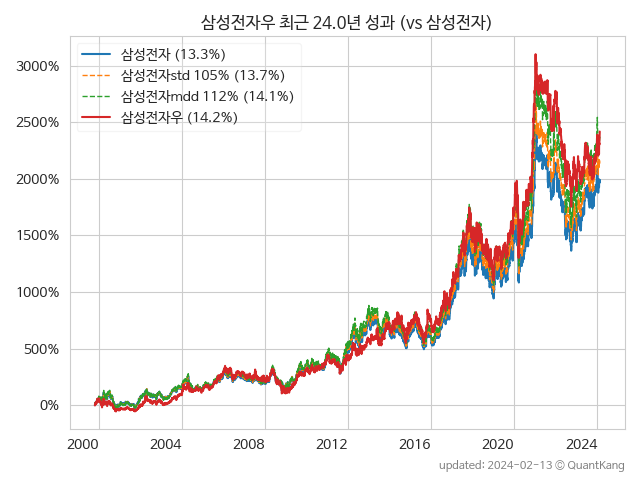 삼성전자우 최근 24.0년 성과 (vs 삼성전자)
삼성전자 (13.3%)
삼성전자std 105% (13.7%)
삼성전자mdd 112% (14.1%)
삼성전자우 (14.2%)
3000%
2500%
2000%
1500%
1000%
500%
0%
2000 2004 2008 2012 2016 2020 2024
updated: 2024-02-13 © QuantKang